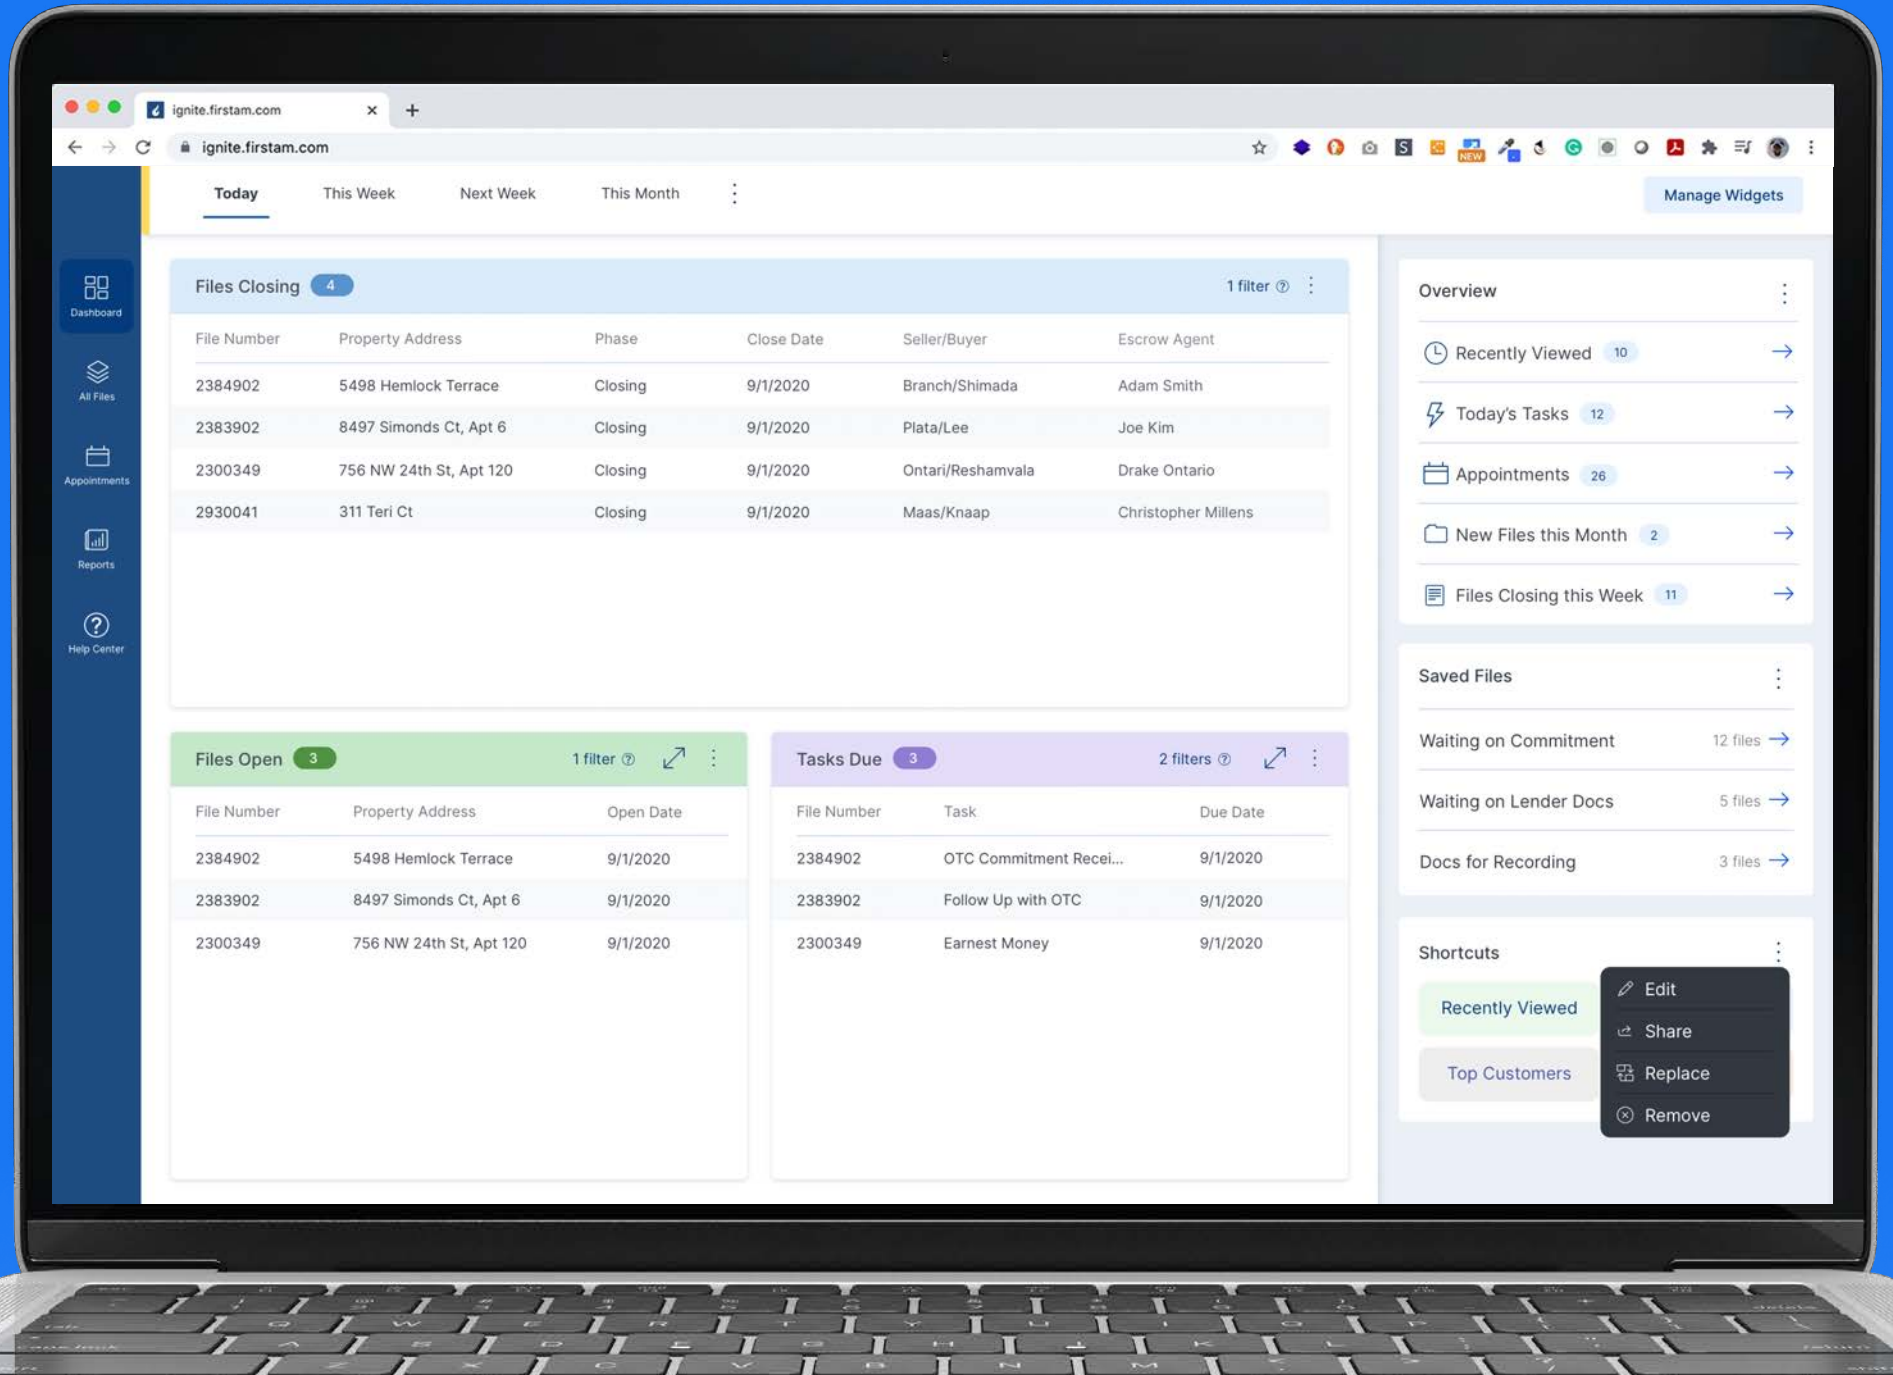 ignite.firstam.com
ignite.firstam.com
S
NEW
Today This Week Next Week This Month
Manage Widgets
Dashboard
All Files
Appointments
Reports
Help Center
Files Closing 4 1 filter
File Number Property Address Phase Close Date Seller/Buyer Escrow Agent
2384902 5498 Hemlock Terrace Closing 9/1/2020 Branch/Shimada Adam Smith
2383902 8497 Simonds Ct, Apt 6 Closing 9/1/2020 Plata/Lee Joe Kim
2300349 756 NW 24th St, Apt 120 Closing 9/1/2020 Ontari/Reshamvala Drake Ontario
2930041 311 Teri Ct Closing 9/1/2020 Maas/Knaap Christopher Millens
Files Open 3 1 filter
File Number Property Address Open Date
2384902 5498 Hemlock Terrace 9/1/2020
2383902 8497 Simonds Ct, Apt 6 9/1/2020
2300349 756 NW 24th St, Apt 120 9/1/2020
Tasks Due 3 2 filters
File Number Task Due Date
2384902 OTC Commitment Recei... 9/1/2020
2383902 Follow Up with OTC 9/1/2020
2300349 Earnest Money 9/1/2020
Overview
Recently Viewed 10
Today's Tasks 12
Appointments 26
New Files this Month 2
Files Closing this Week 11
Saved Files
Waiting on Commitment 12 files
Waiting on Lender Docs 5 files
Docs for Recording 3 files
Shortcuts
Recently Viewed
Top Customers
Edit
Share
Replace
Remove